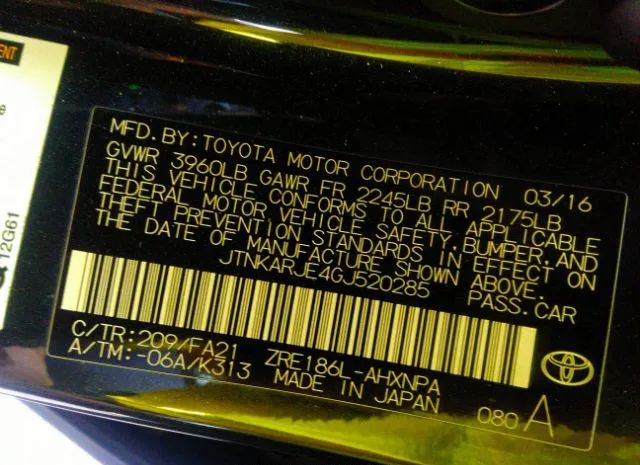 ENT
12G61
MFD. BY: TOYOTA MOTOR CORPORATION 03/16
GVWR 3960LB GAWR FR 2245LB RR 2175LB
THIS VEHICLE CONFORMS TO ALL APPLICABLE
FEDERAL MOTOR VEHICLE SAFETY, BUMPER, AND
THEFT PREVENTION STANDARDS IN EFFECT ON
THE DATE OF MANUFACTURE SHOWN ABOVE.
JTNKARJE4GJ520285 PASS.CAR
C/TR:209/FA21 ZRE186L-AHXNPA
A/TM:-06A/K313 MADE IN JAPAN 080 A